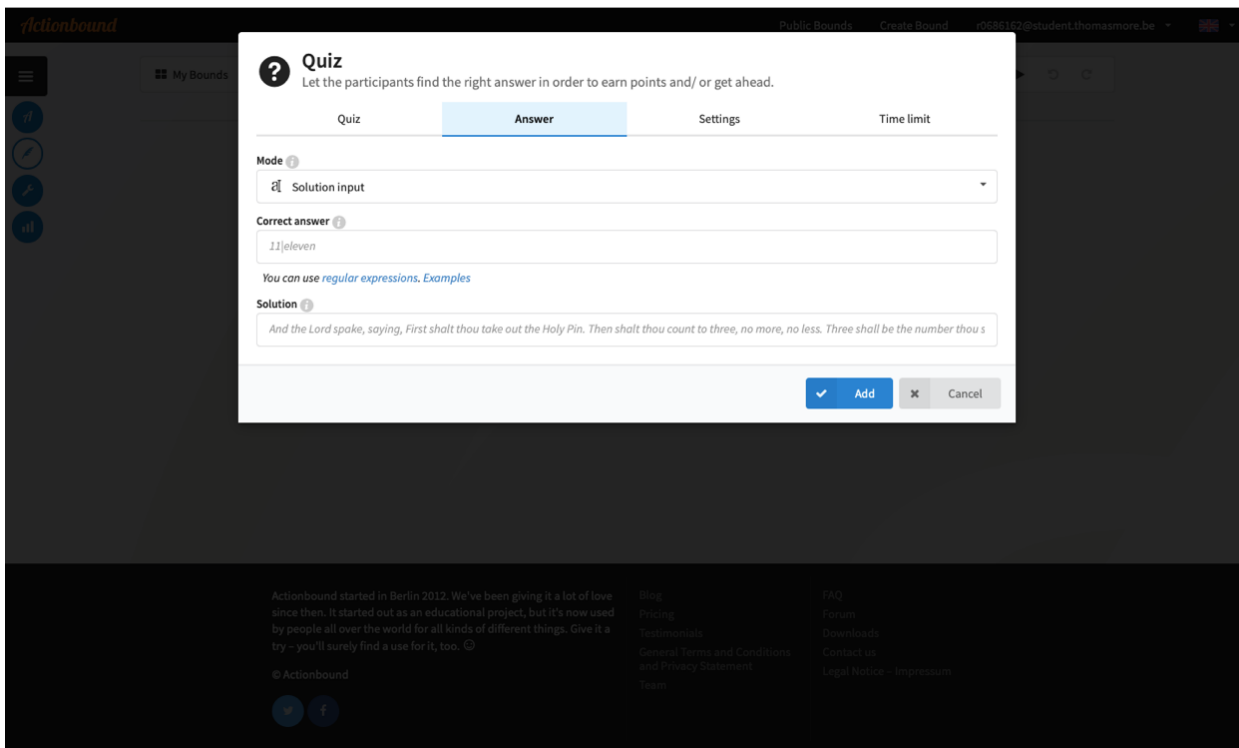 Actionbound
Public Bounds
Create Bound
r0686162@student.thomasmore.be
My Bounds
Quiz
Let the participants find the right answer in order to earn points and/ or get ahead.
Quiz
Answer
Settings
Time limit
Mode
Solution input
Correct answer
11|eleven
You can use regular expressions. Examples
Solution
And the Lord spake, saying, First shalt thou take out the Holy Pin. Then shalt thou count to three, no more, no less. Three shall be the number thou s
Add
Cancel
Actionbound started in Berlin 2012. We've been giving it a lot of love
since then. It started out as an educational project, but it's now used
by people all over the world for all kinds of different things. Give it a
try – you'll surely find a use for it, too. ☺
© Actionbound
Blog
Pricing
Testimonials
General Terms and Conditions
and Privacy Statement
Team
FAQ
Forum
Downloads
Contact us
Legal Notice – Impressum